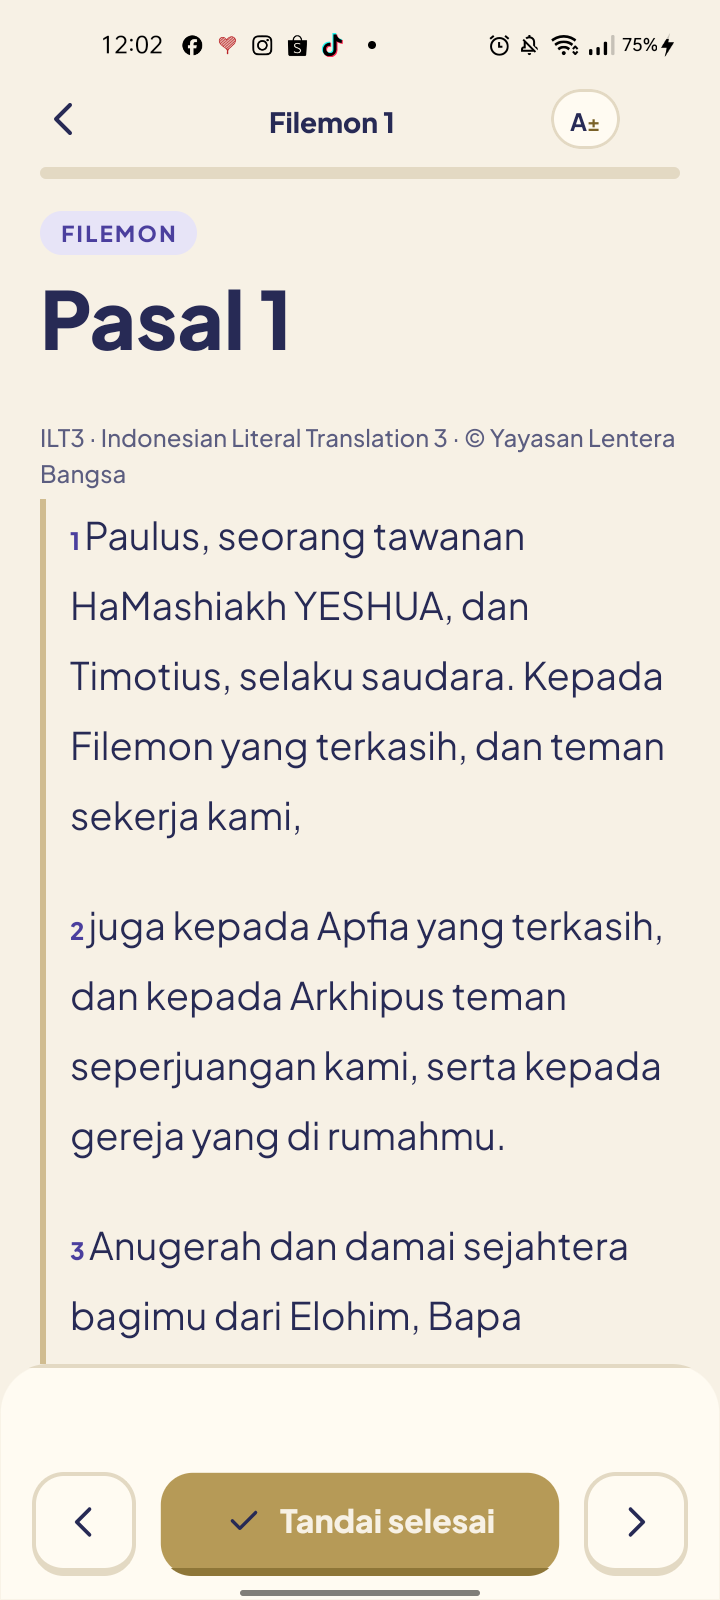 12:02
75%
Filemon 1
A±
FILEMON
Pasal 1
ILT3 · Indonesian Literal Translation 3 · © Yayasan Lentera
Bangsa
1 Paulus, seorang tawanan
HaMashiakh YESHUA, dan
Timotius, selaku saudara. Kepada
Filemon yang terkasih, dan teman
sekerja kami,
2 juga kepada Apfia yang terkasih,
dan kepada Arkhipus teman
seperjuangan kami, serta kepada
gereja yang di rumahmu.
3 Anugerah dan damai sejahtera
bagimu dari Elohim, Bapa
Tandai selesai